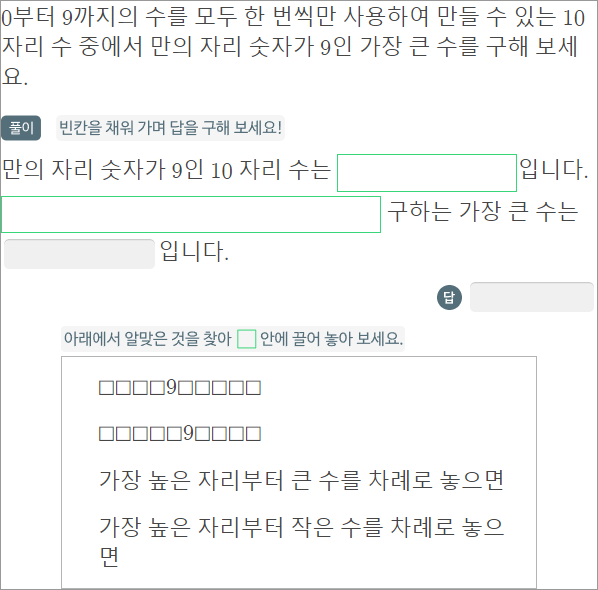 0부터 9까지의 수를 모두 한 번씩만 사용하여 만들 수 있는 10
자리 수 중에서 만의 자리 숫자가 9인 가장 큰 수를 구해 보세
요.
풀이 빈칸을 채워 가며 답을 구해 보세요!
만의 자리 숫자가 9인 10 자리 수는 입니다.
구하는 가장 큰 수는
입니다.
답
아래에서 알맞은 것을 찾아 □ 안에 끌어 놓아 보세요.
□□□□9□□□□□
□□□□□9□□□□
가장 높은 자리부터 큰 수를 차례로 놓으면
가장 높은 자리부터 작은 수를 차례로 놓으
면